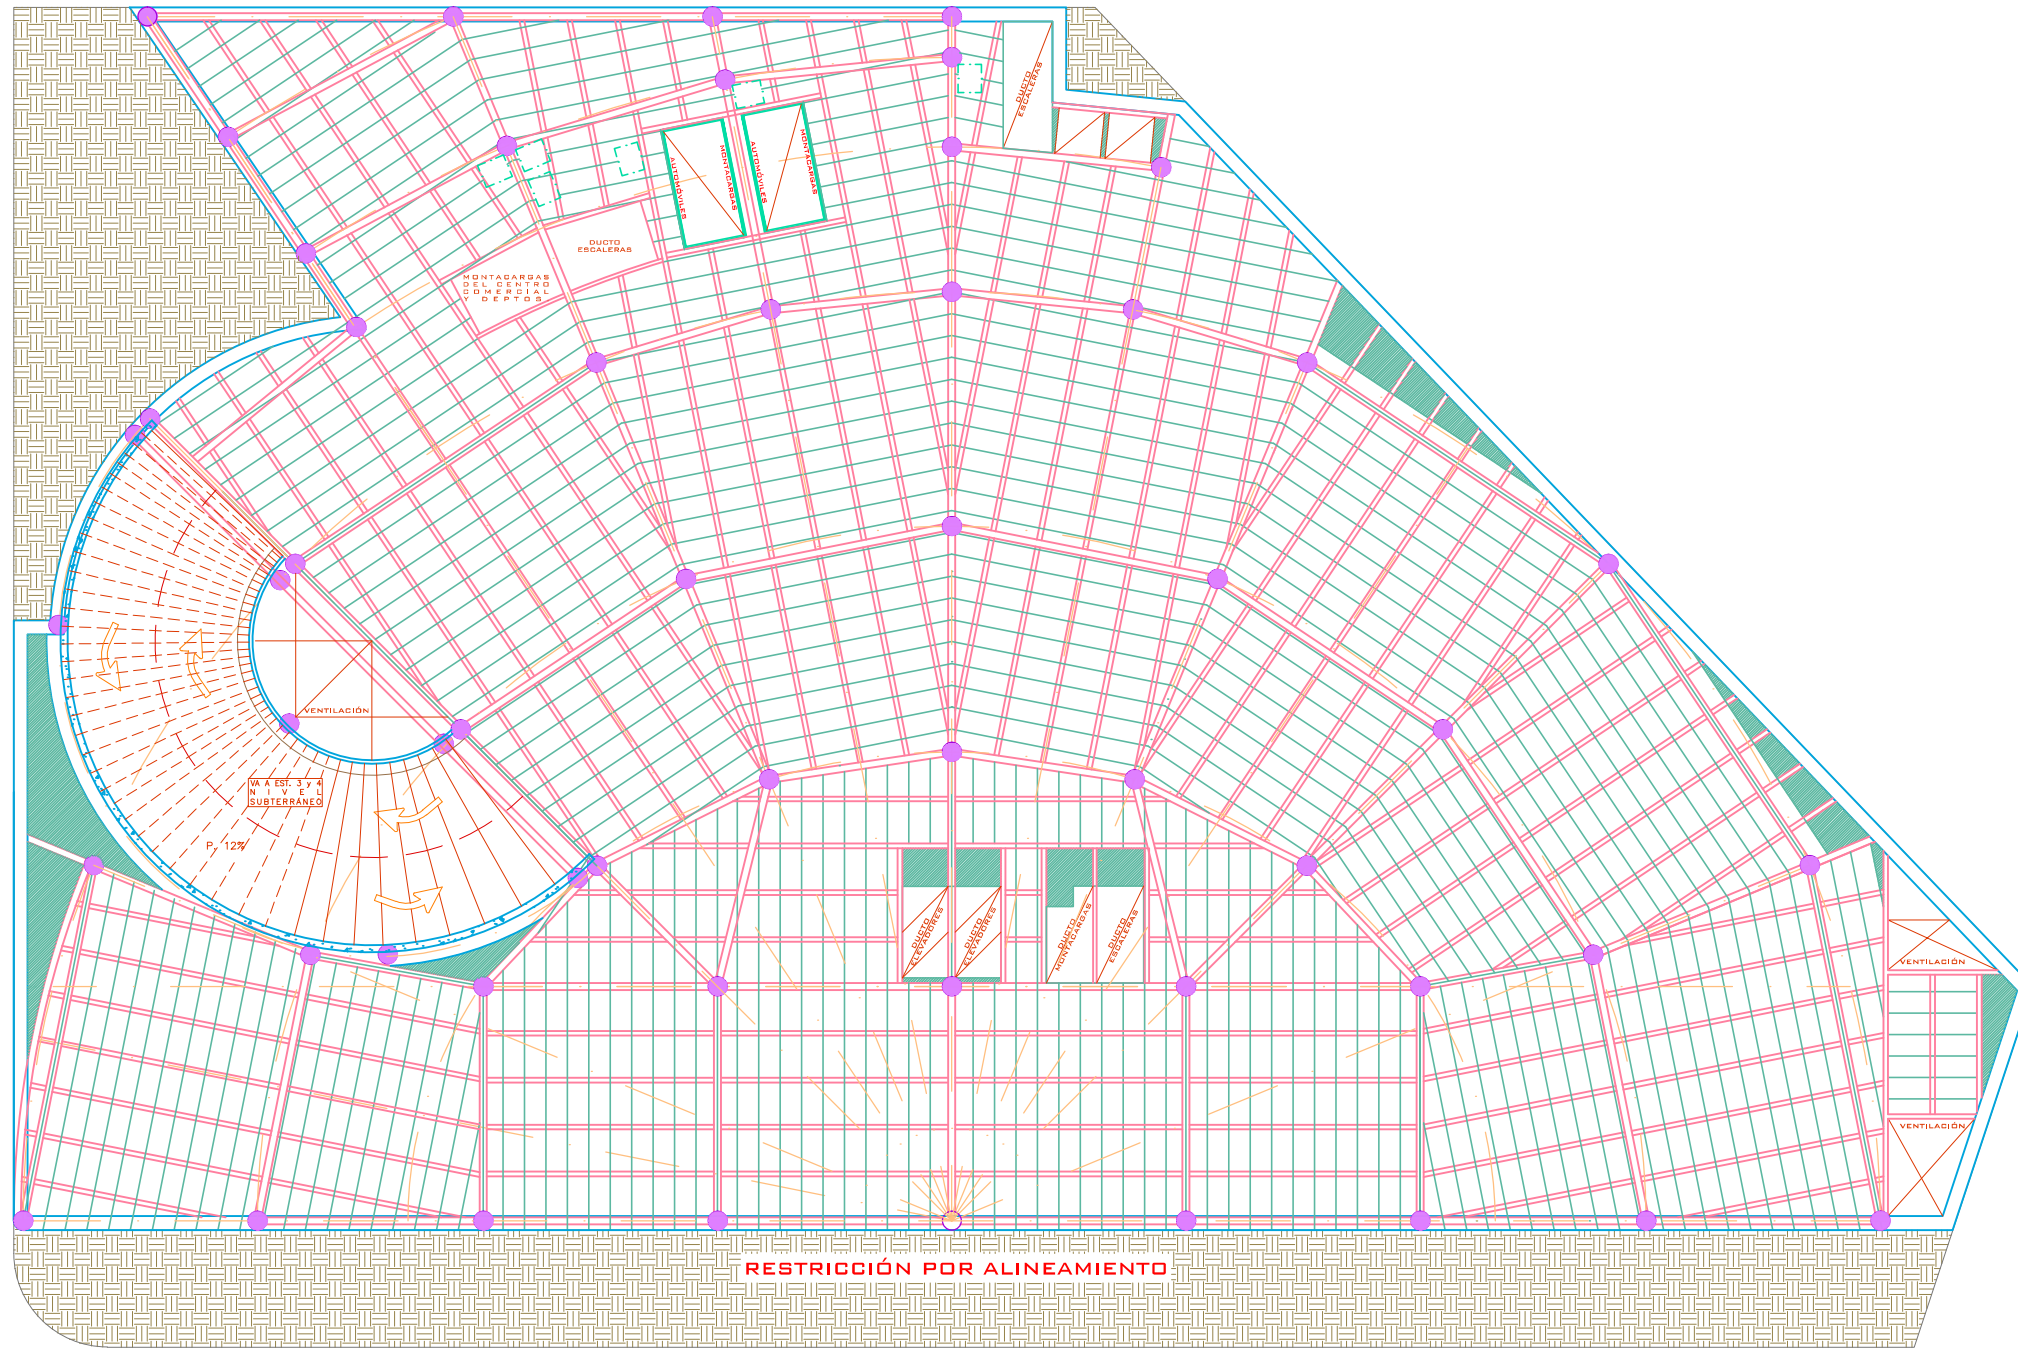 DUCTO
ESCALERAS
AUTOMÓVILES
MONTACARGAS
AUTOMÓVILES
MONTACARGAS
DUCTO
ESCALERAS
MONTACARGAS
DEL CENTRO
COMERCIAL
Y DEPTOS.
VENTILACIÓN
VA A EST. 3 y 4
NIVEL
SUBTERRÁNEO
P. 12%
DUCTO
ELEVADORES
DUCTO
ELEVADORES
DUCTO
MONTACARGAS
DUCTO
ESCALERAS
VENTILACIÓN
VENTILACIÓN
RESTRICCIÓN POR ALINEAMIENTO